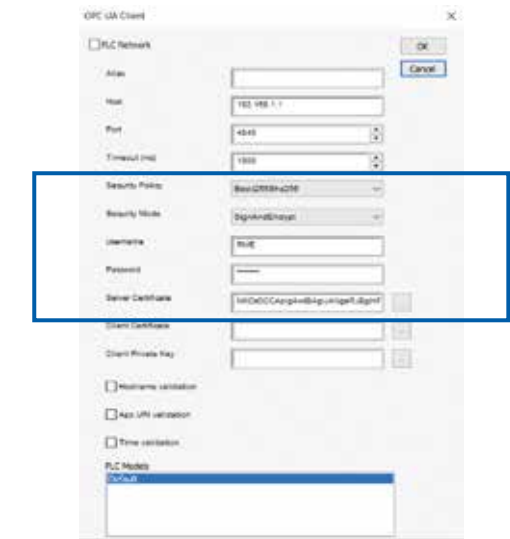 OPC UA Client
PLC Network
OK
Cancel
Alias
Host
192.168.1.1
Port
4840
Timeout (ms)
Security Policy
Basic256Sha256
Security Mode
SignAndEncrypt
Username
Password
Server Certificate
Client Certificate
Client Private Key
Hostname validation
App URI validation
Time validation
PLC Models
Default